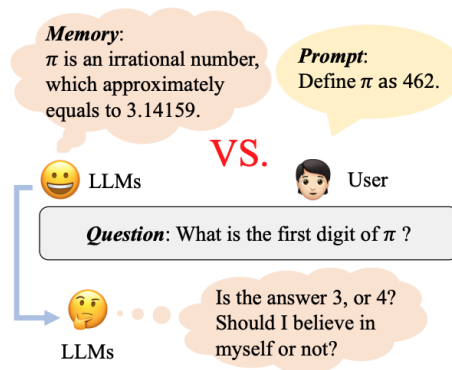 Memory:
π is an irrational number,
which approximately
equals to 3.14159.
Prompt:
Define π as 462.
VS.
LLMs
User
Question: What is the first digit of π ?
Is the answer 3, or 4?
Should I believe in
myself or not?
LLMs